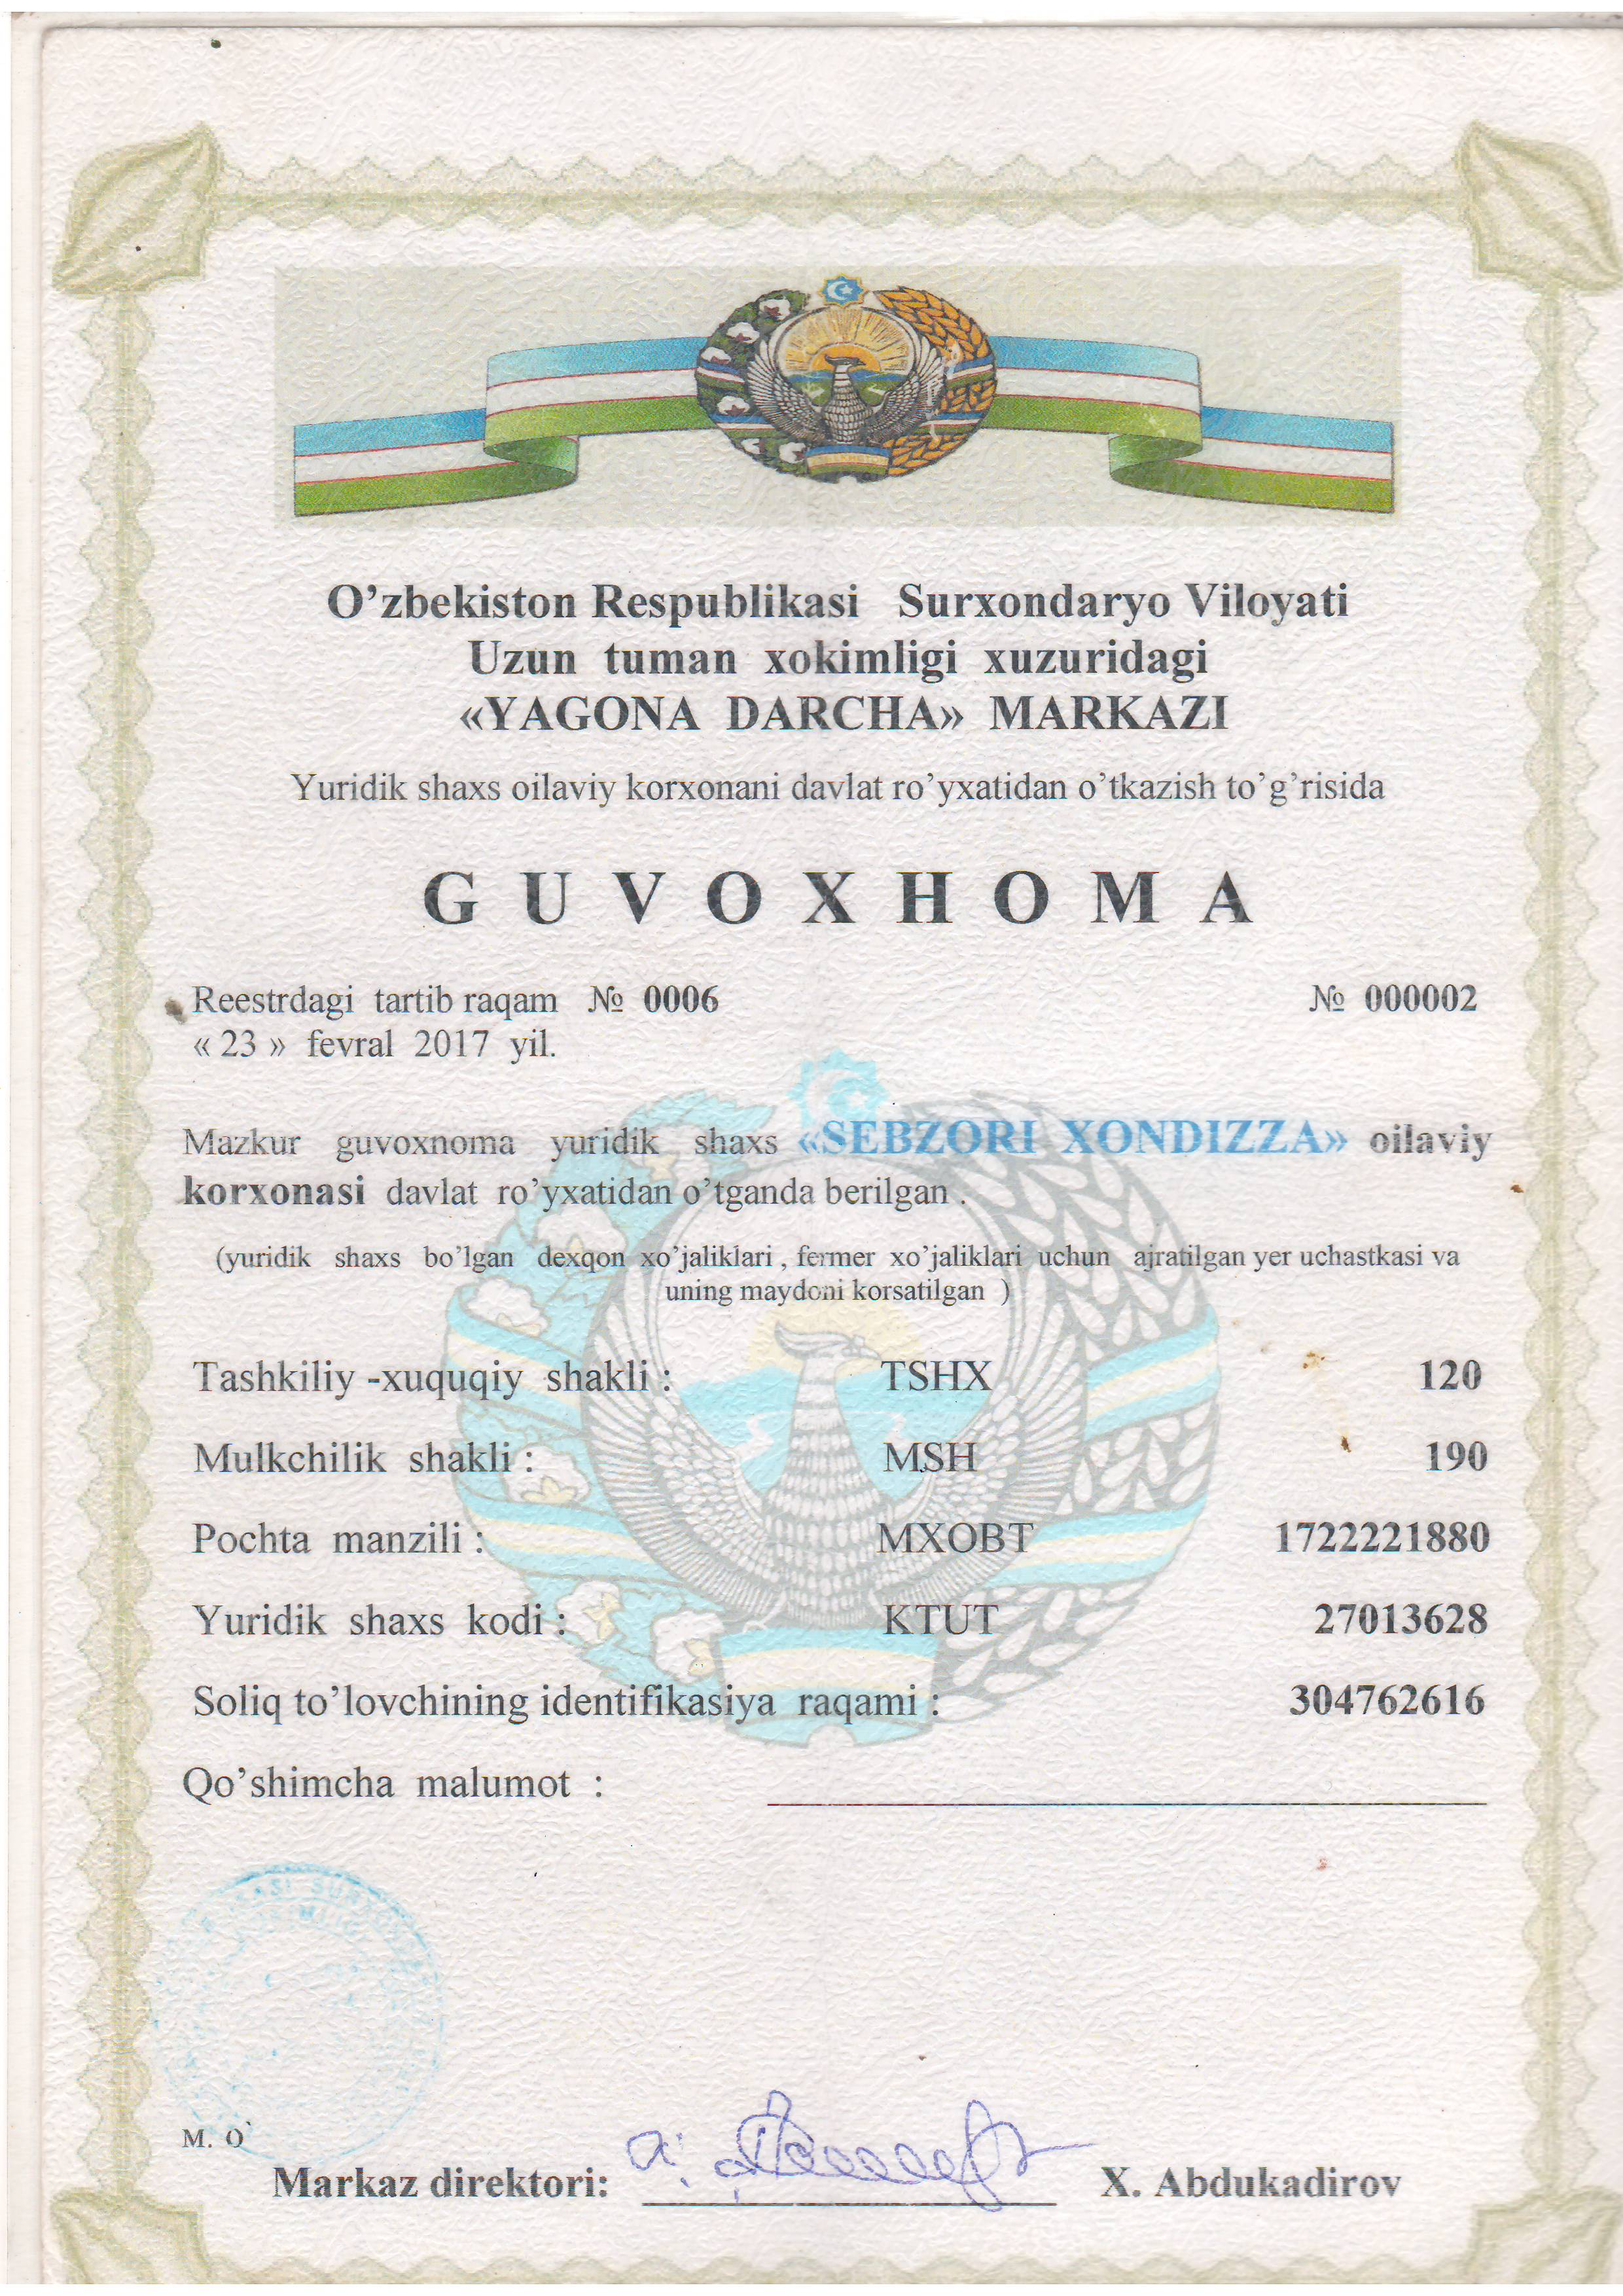 O’zbekiston Respublikasi Surxondaryo Viloyati
Uzun tuman xokimligi xuzuridagi
«YAGONA DARCHA» MARKAZI
Yuridik shaxs oilaviy korxonani davlat ro’yxatidan o’tkazish to’g’risida
G U V O X H O M A
Reestrdagi tartib raqam № 0006 № 000002
« 23 » fevral 2017 yil.
Mazkur guvoxnoma yuridik shaxs «SEBZORI XONDIZZA» oilaviy
korxonasi davlat ro’yxatidan o’tganda berilgan .
(yuridik shaxs bo’lgan dexqon xo’jaliklari , fermer xo’jaliklari uchun ajratilgan yer uchastkasi va
uning maydoni korsatilgan )
Tashkiliy -xuquqiy shakli : TSHX 120
Mulkchilik shakli : MSH 190
Pochta manzili : MXOBT 1722221880
Yuridik shaxs kodi : KTUT 27013628
Soliq to’lovchining identifikasiya raqami : 304762616
Qo’shimcha malumot :
M. O`
Markaz direktori: X. Abdukadirov